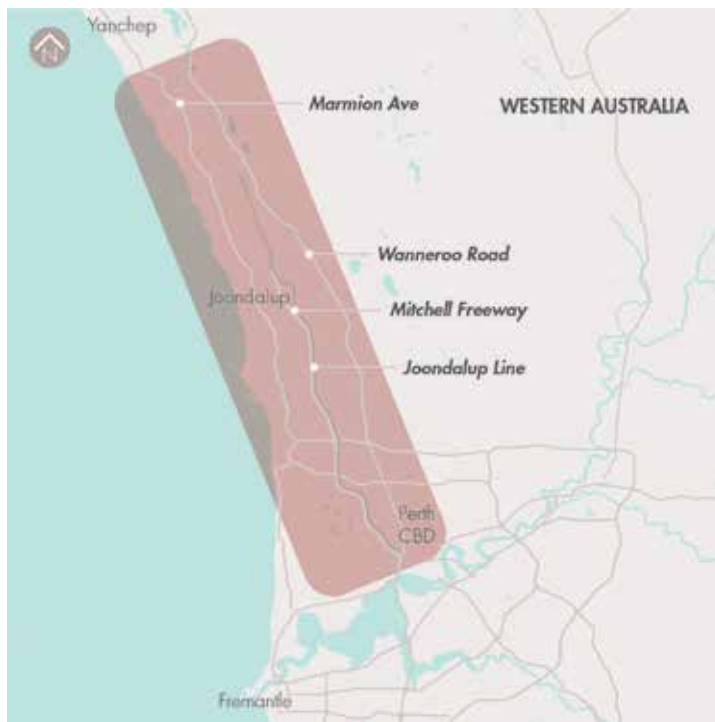 Yanchep
N
Marmion Ave
WESTERN AUSTRALIA
Wanneroo Road
Joondalup
Mitchell Freeway
Joondalup Line
Perth
CBD
Fremantle